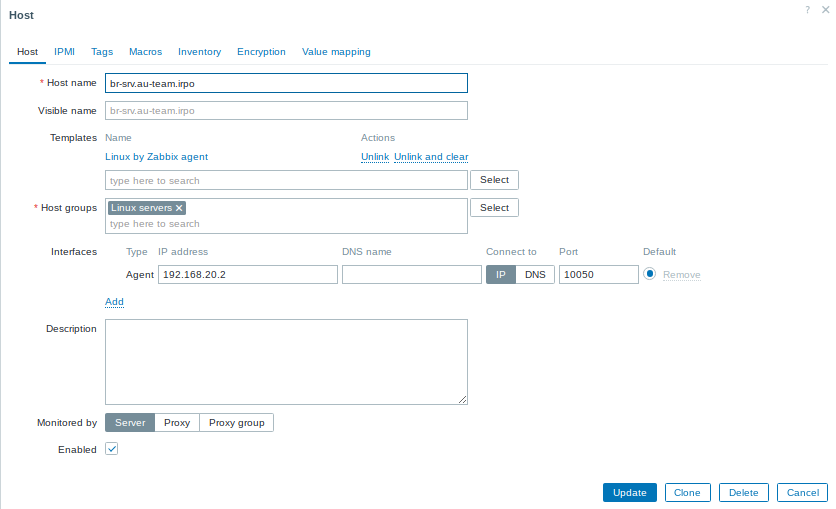 Host
? ×
Host IPMI Tags Macros Inventory Encryption Value mapping
* Host name br-srv.au-team.irpo
Visible name br-srv.au-team.irpo
Templates Name Actions
Linux by Zabbix agent Unlink Unlink and clear
type here to search Select
* Host groups Linux servers × Select
type here to search
Interfaces Type IP address DNS name Connect to Port Default
Agent 192.168.20.2 IP DNS 10050 Remove
Add
Description
Monitored by Server Proxy Proxy group
Enabled
Update Clone Delete Cancel